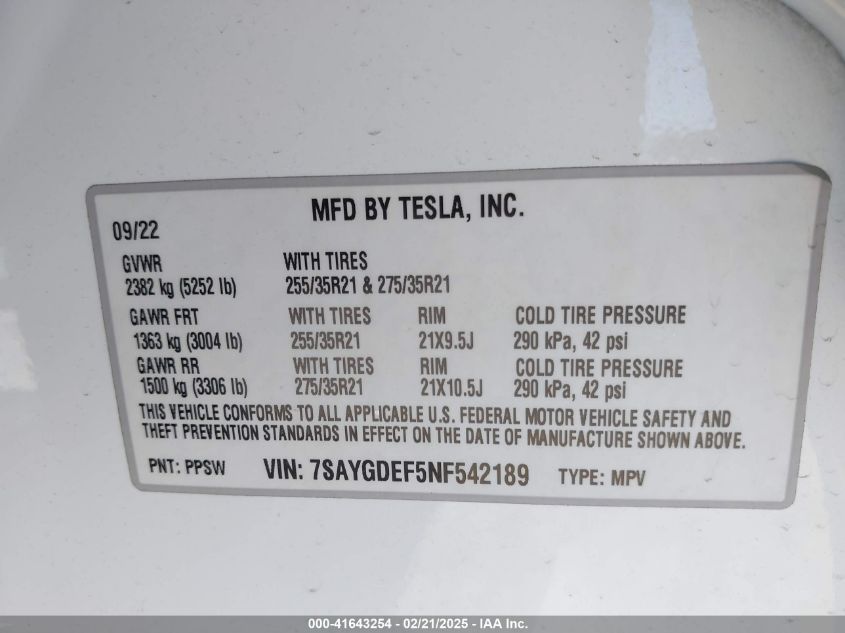 MFD BY TESLA, INC.
09/22
GVWR WITH TIRES
2382 kg (5252 lb) 255/35R21 & 275/35R21
GAWR FRT WITH TIRES RIM COLD TIRE PRESSURE
1363 kg (3004 lb) 255/35R21 21X9.5J 290 kPa, 42 psi
GAWR RR WITH TIRES RIM COLD TIRE PRESSURE
1500 kg (3306 lb) 275/35R21 21X10.5J 290 kPa, 42 psi
THIS VEHICLE CONFORMS TO ALL APPLICABLE U.S. FEDERAL MOTOR VEHICLE SAFETY AND
THEFT PREVENTION STANDARDS IN EFFECT ON THE DATE OF MANUFACTURE SHOWN ABOVE.
PNT: PPSW VIN: 7SAYGDEF5NF542189 TYPE: MPV
000-41643254 - 02/21/2025 - IAA Inc.